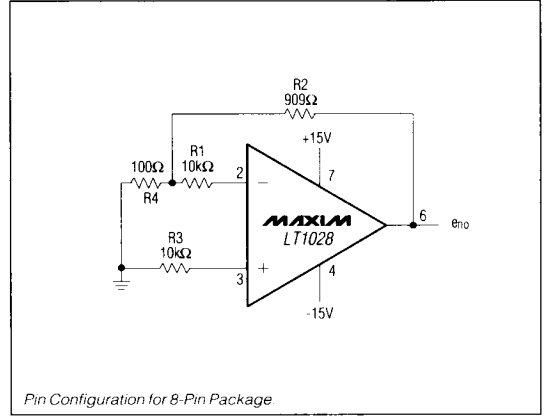 R2
909Ω
+15V
100Ω
R1
10kΩ
R4
2
−
7
MAXIM
LT1028
6
eno
R3
10kΩ
3
+
4
-15V
Pin Configuration for 8-Pin Package.